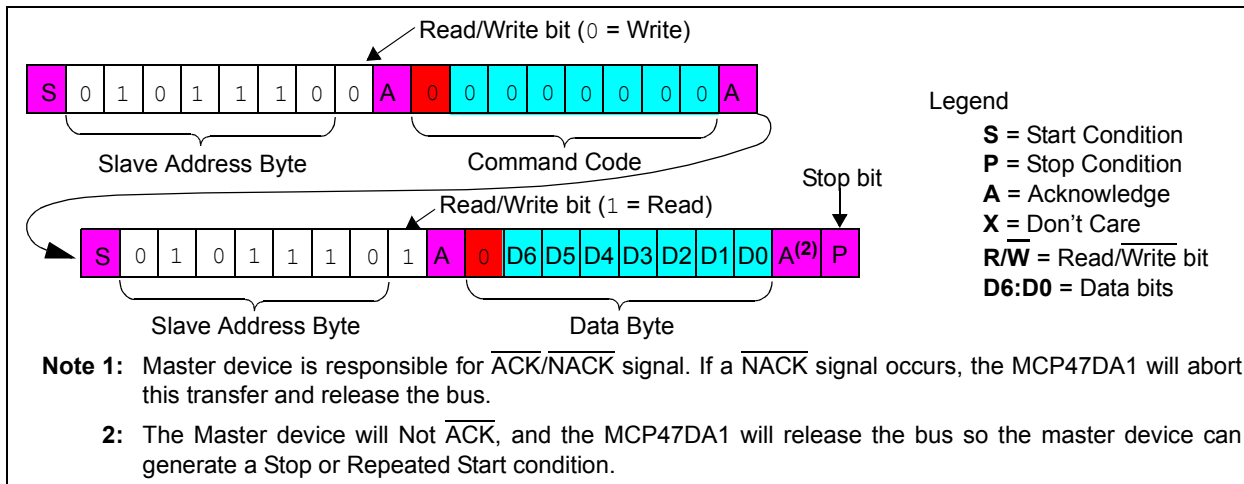 Read/Write bit (0 = Write)
S 0 1 0 1 1 1 0 0 A 0 0 0 0 0 0 0 0 A
Slave Address Byte Command Code
Legend
S = Start Condition
P = Stop Condition
A = Acknowledge
X = Don't Care
R/W̅ = Read/W̅r̅i̅t̅e̅ bit
D6:D0 = Data bits
Stop bit
Read/Write bit (1 = Read)
S 0 1 0 1 1 1 0 1 A 0 D6 D5 D4 D3 D2 D1 D0 A(2) P
Slave Address Byte Data Byte
Note 1: Master device is responsible for A̅C̅K̅/N̅A̅C̅K̅ signal. If a N̅A̅C̅K̅ signal occurs, the MCP47DA1 will abort
this transfer and release the bus.
2: The Master device will Not A̅C̅K̅, and the MCP47DA1 will release the bus so the master device can
generate a Stop or Repeated Start condition.